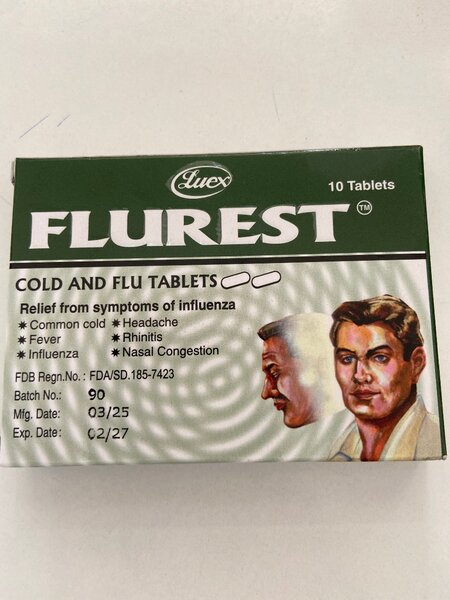 Luex
10 Tablets
FLUREST™
COLD AND FLU TABLETS
Relief from symptoms of influenza
✷ Common cold ✷ Headache
✷ Fever ✷ Rhinitis
✷ Influenza ✷ Nasal Congestion
FDB Regn.No.: FDA/SD.185-7423
Batch No.: 90
Mfg. Date: 03/25
Exp. Date: 02/27